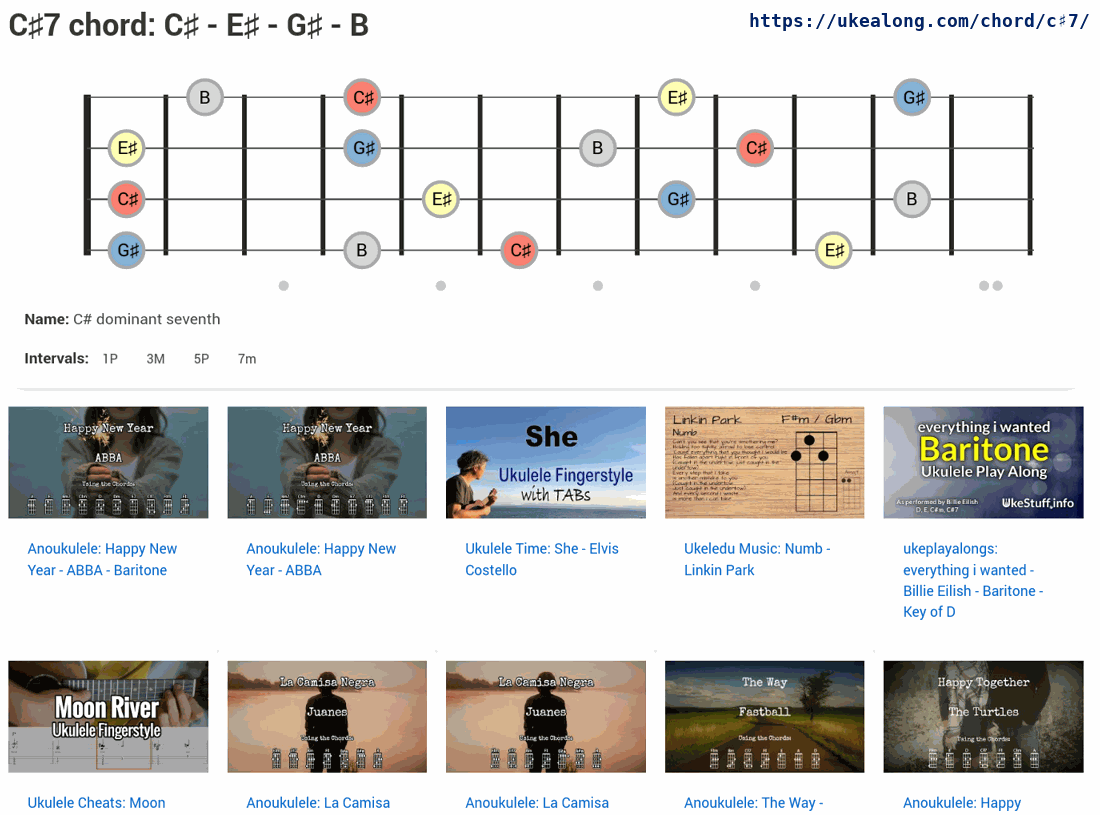 C♯7 chord: C♯ - E♯ - G♯ - B
https://ukealong.com/chord/c♯7/
B C♯ E♯ G♯
E♯ G♯ B C♯
C♯ E♯ G♯ B
G♯ B C♯ E♯
Name: C# dominant seventh
Intervals: 1P 3M 5P 7m
Happy New Year
ABBA
Using the Chords
Happy New Year
ABBA
Using the Chords
She
Ukulele Fingerstyle
with TABs
Linkin Park F#m / Gbm
Numb
everything i wanted
Baritone
Ukulele Play Along
As performed by Billie Eilish
D, E, C#m, C#7
UkeStuff.info
Anoukulele: Happy New
Year - ABBA - Baritone
Anoukulele: Happy New
Year - ABBA
Ukulele Time: She - Elvis
Costello
Ukeledu Music: Numb -
Linkin Park
ukeplayalongs:
everything i wanted -
Billie Eilish - Baritone -
Key of D
Moon River
Ukulele Fingerstyle
La Camisa Negra
Juanes
Using the Chords
La Camisa Negra
Juanes
Using the Chords
The Way
Fastball
Using the Chords
Happy Together
The Turtles
Using the Chords
Ukulele Cheats: Moon
Anoukulele: La Camisa
Anoukulele: La Camisa
Anoukulele: The Way -
Anoukulele: Happy